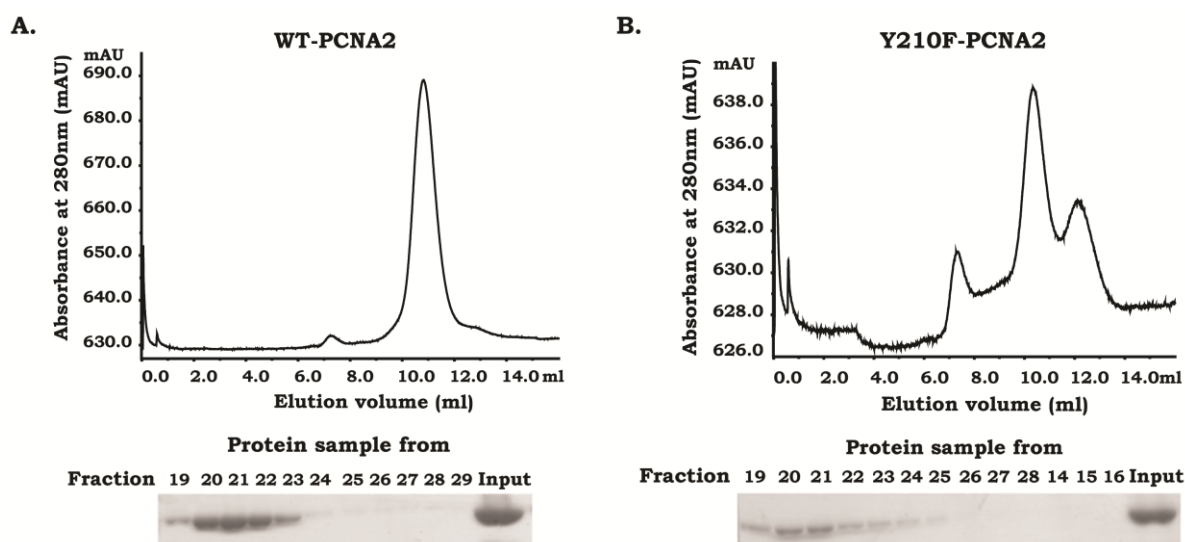 A.
WT-PCNA2
mAU
690.0
680.0
670.0
660.0
650.0
640.0
630.0
Absorbance at 280nm (mAU)
0.0 2.0 4.0 6.0 8.0 10.0 12.0 14.0 ml
Elution volume (ml)
Protein sample from
Fraction 19 20 21 22 23 24 25 26 27 28 29 Input
B.
Y210F-PCNA2
mAU
638.0
636.0
634.0
632.0
630.0
628.0
626.0
Absorbance at 280nm (mAU)
0.0 2.0 4.0 6.0 8.0 10.0 12.0 14.0ml
Elution volume (ml)
Protein sample from
Fraction 19 20 21 22 23 24 25 26 27 28 14 15 16 Input